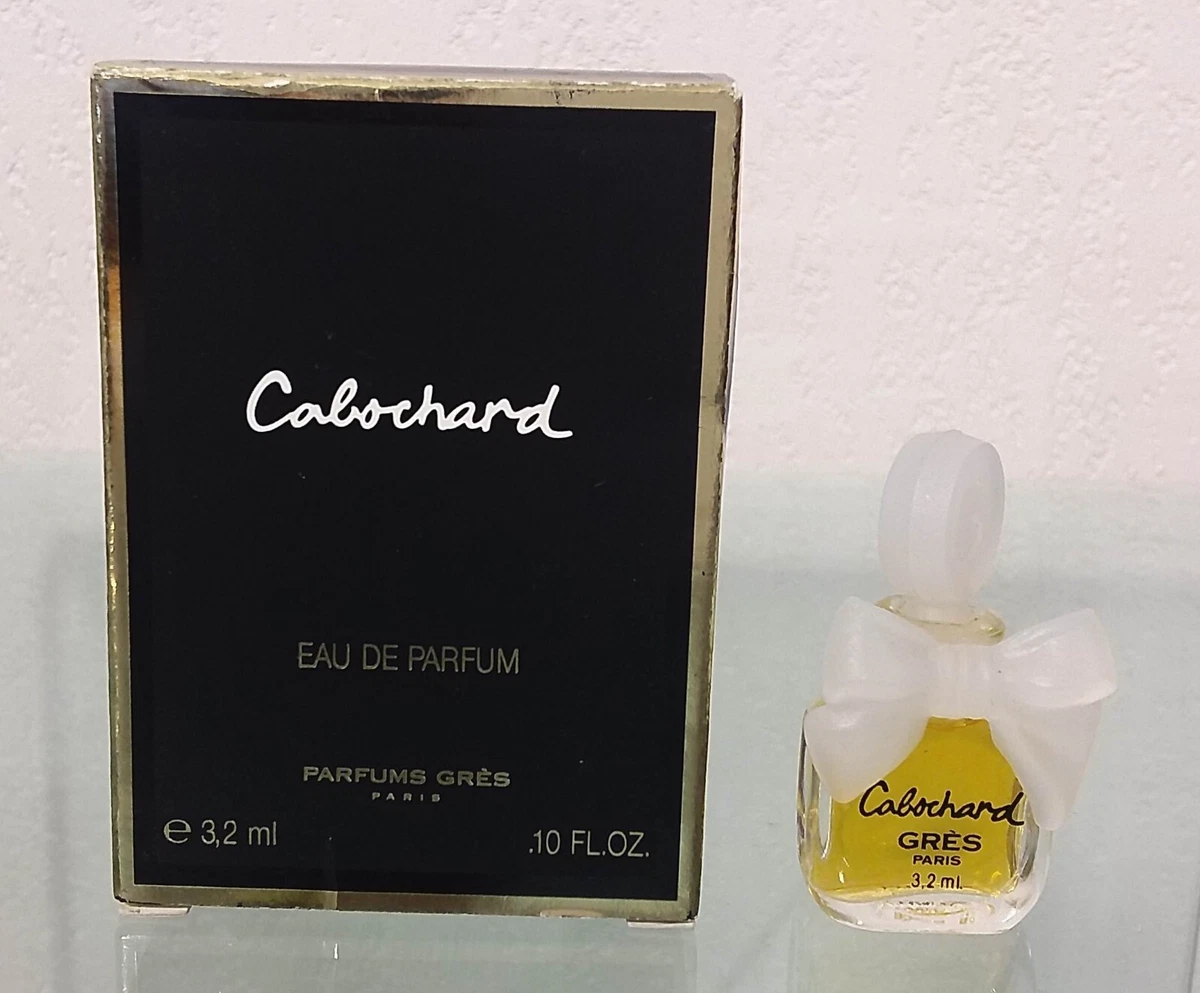 Cabochard
EAU DE PARFUM
PARFUMS GRÈS
PARIS
℮ 3,2 ml
.10 FL.OZ.
Cabochard
GRÈS
PARIS
3,2 ml.